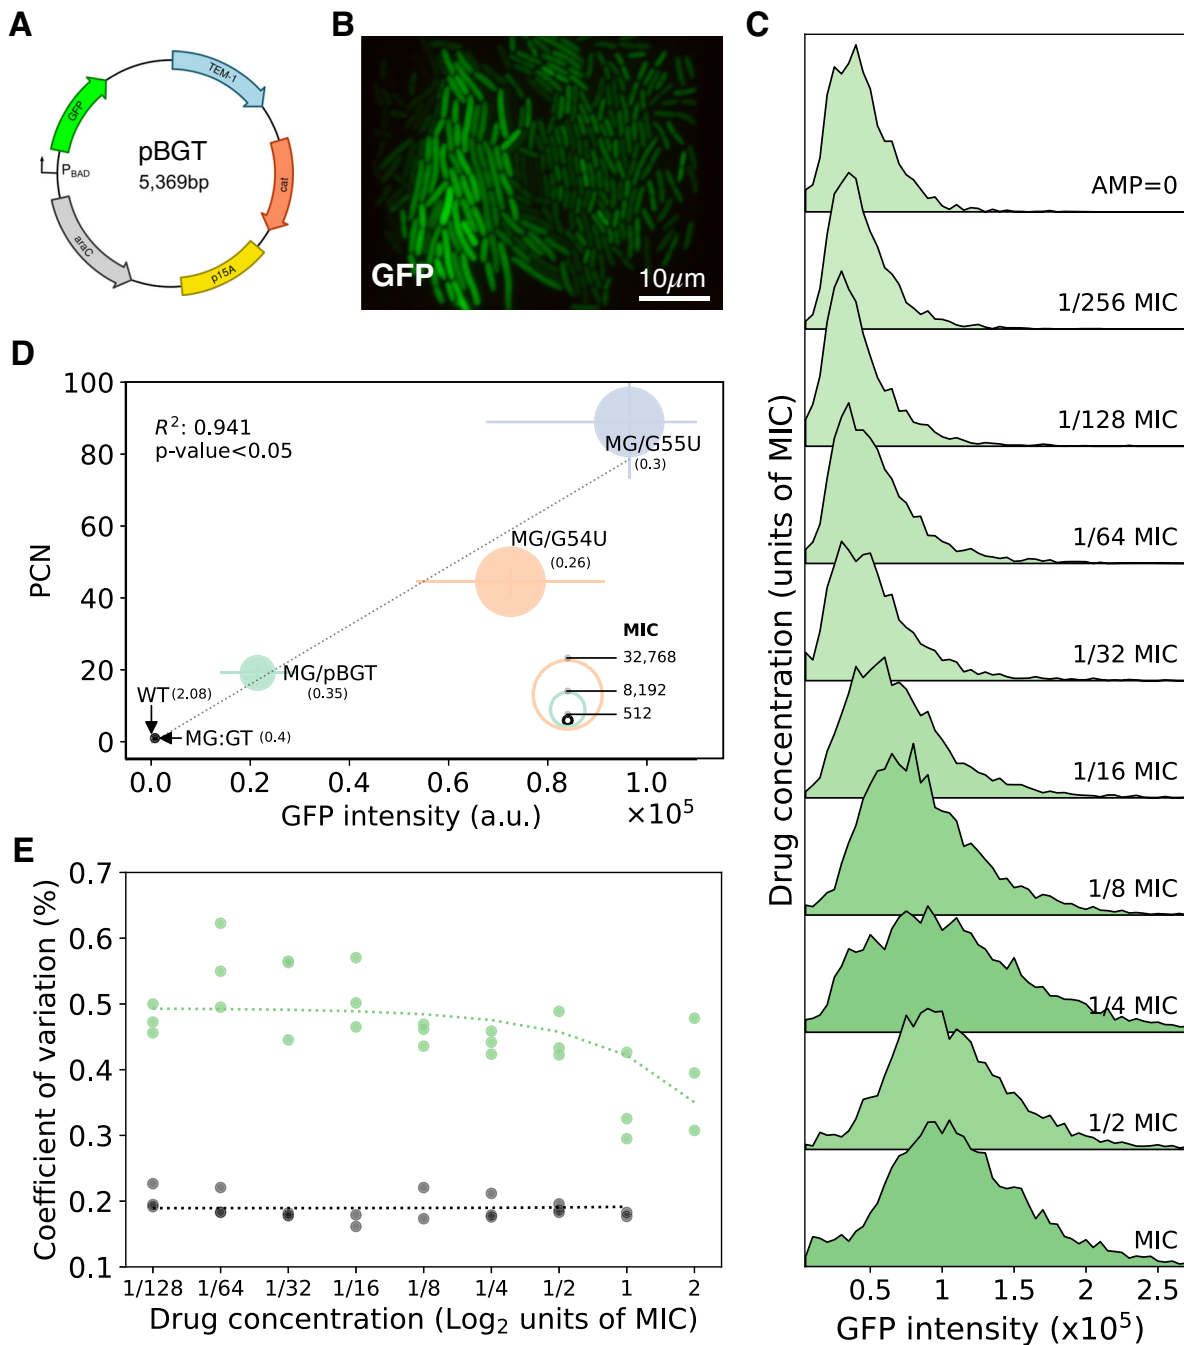 A
TEM-1
GFP
cat
P_BAD
pBGT
5,369bp
araC
p15A
B
GFP
10μm
C
AMP=0
1/256 MIC
1/128 MIC
1/64 MIC
1/32 MIC
1/16 MIC
1/8 MIC
1/4 MIC
1/2 MIC
MIC
Drug concentration (units of MIC)
0.5 1 1.5 2 2.5
GFP intensity (x10⁵)
D
R²: 0.941
p-value<0.05
100
80
60
40
20
0
PCN
MG/G55U
(0.3)
MG/G54U
(0.26)
MG/pBGT
(0.35)
WT (2.08)
MG:GT (0.4)
MIC
32,768
8,192
512
0.0 0.2 0.4 0.6 0.8 1.0
GFP intensity (a.u.) ×10⁵
E
0.7
0.6
0.5
0.4
0.3
0.2
0.1
Coefficient of variation (%)
1/128 1/64 1/32 1/16 1/8 1/4 1/2 1 2
Drug concentration (Log₂ units of MIC)